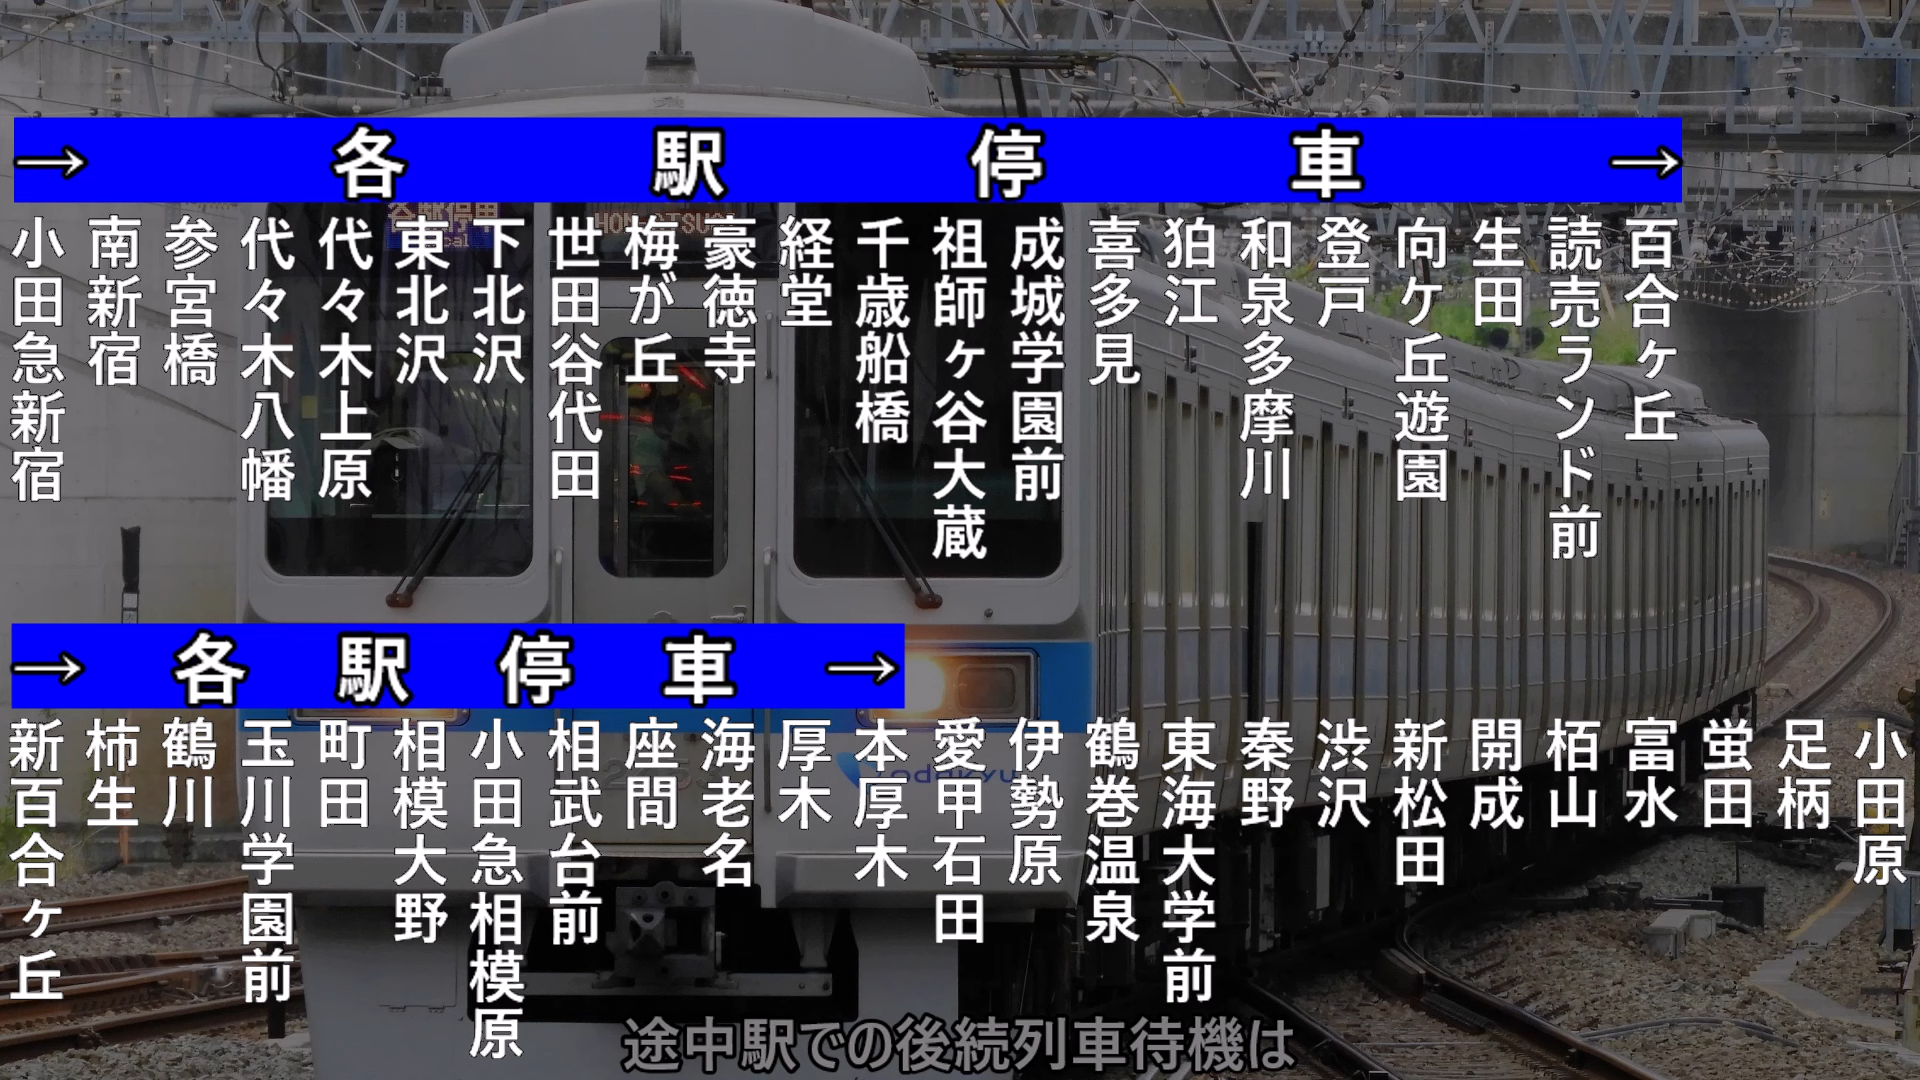 → 各駅停車 →
小田急新宿
南新宿
参宮橋
代々木八幡
代々木上原
東北沢
下北沢
世田谷代田
梅が丘
豪徳寺
経堂
千歳船橋
祖師ヶ谷大蔵
成城学園前
喜多見
狛江
和泉多摩川
登戸
向ケ丘遊園
生田
読売ランド前
百合ヶ丘
→ 各駅停車 →
新百合ヶ丘
柿生
鶴川
玉川学園前
町田
相模大野
小田急相模原
相武台前
座間
海老名
厚木
本厚木
愛甲石田
伊勢原
鶴巻温泉
東海大学前
秦野
渋沢
新松田
開成
栢山
富水
蛍田
足柄
小田原
各駅停車
Local
Odakyu
途中駅での後続列車待機は